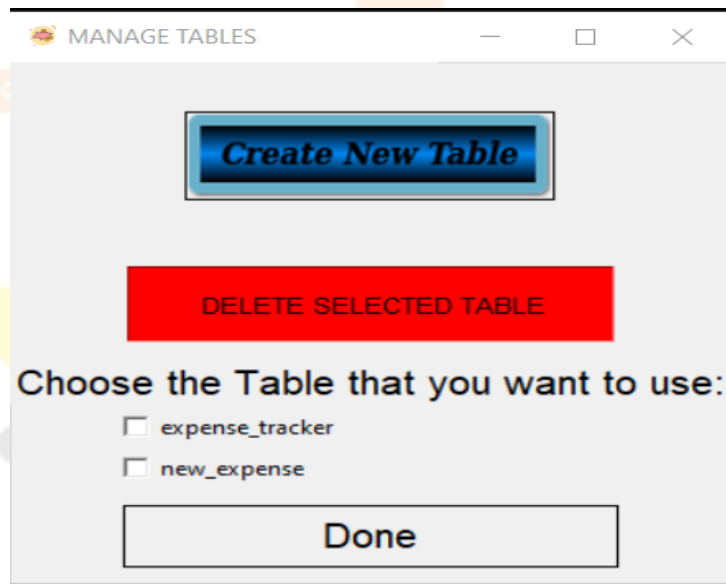 MANAGE TABLES
Create New Table
DELETE SELECTED TABLE
Choose the Table that you want to use:
expense_tracker
new_expense
Done